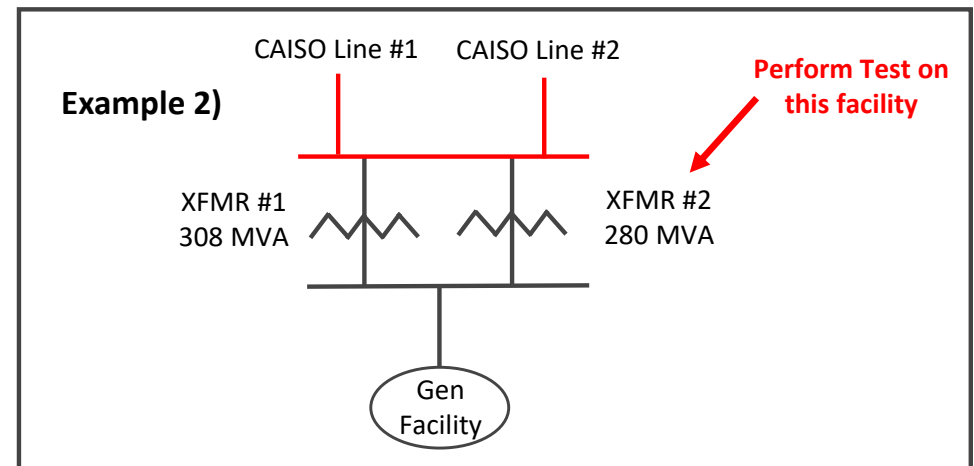 CAISO Line #1
CAISO Line #2
Perform Test on
this facility
Example 2)
XFMR #1
308 MVA
XFMR #2
280 MVA
Gen
Facility